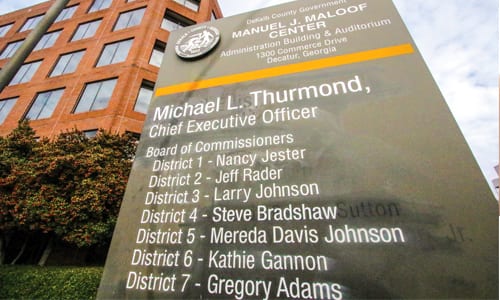 DeKalb County Government
MANUEL J. MALOOF
CENTER
Administration Building & Auditorium
1300 Commerce Drive
Decatur, Georgia
Michael L. Thurmond,
Chief Executive Officer
Board of Commissioners
District 1 - Nancy Jester
District 2 - Jeff Rader
District 3 - Larry Johnson
District 4 - Steve Bradshaw
Sutton
District 5 - Mereda Davis Johnson
Jr.
District 6 - Kathie Gannon
District 7 - Gregory Adams